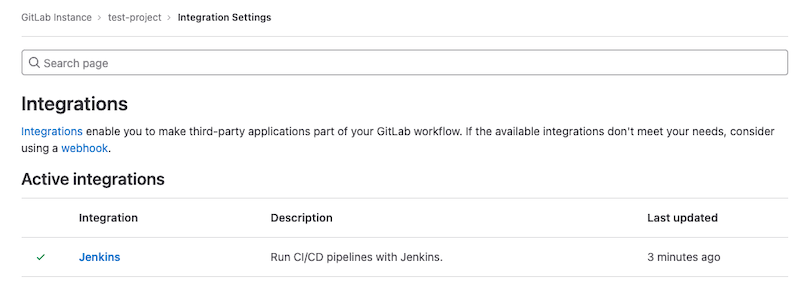 GitLab Instance › test-project › Integration Settings
Search page
Integrations
Integrations enable you to make third-party applications part of your GitLab workflow. If the available integrations don't meet your needs, consider
using a webhook.
Active integrations
Integration Description Last updated
Jenkins Run CI/CD pipelines with Jenkins. 3 minutes ago